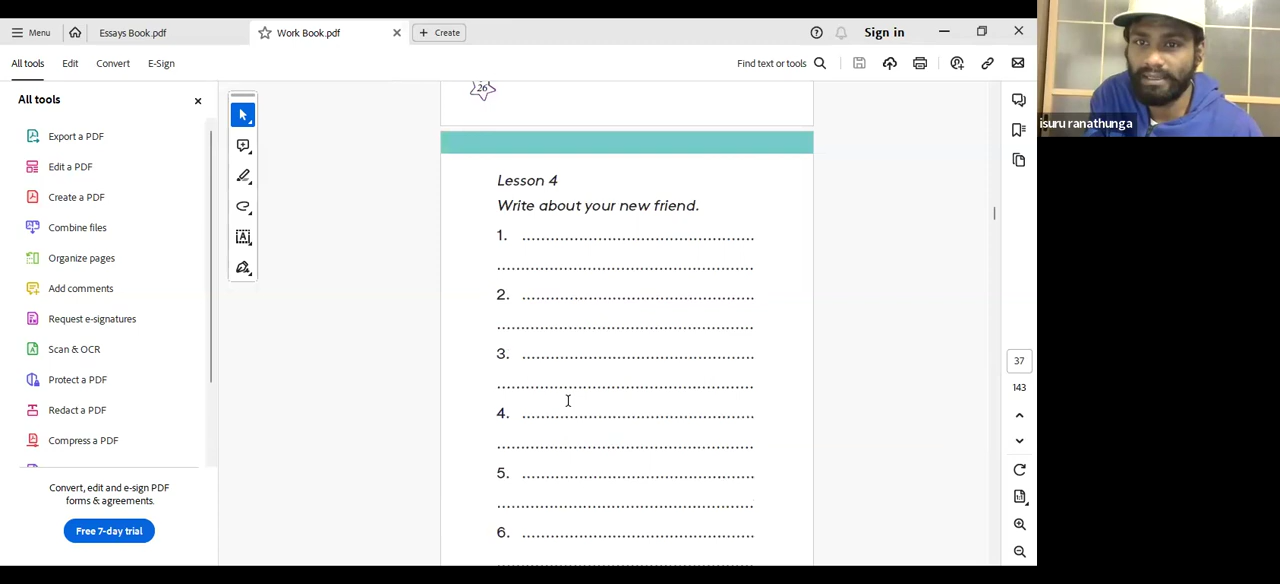 Menu
Essays Book.pdf
Work Book.pdf
Create
Sign in
All tools
Edit
Convert
E-Sign
Find text or tools
All tools
Export a PDF
Edit a PDF
Create a PDF
Combine files
Organize pages
Add comments
Request e-signatures
Scan & OCR
Protect a PDF
Redact a PDF
Compress a PDF
Convert, edit and e-sign PDF
forms & agreements.
Free 7-day trial
26
Lesson 4
Write about your new friend.
1. ..................................................
..................................................
2. ..................................................
..................................................
3. ..................................................
..................................................
4. ..................................................
..................................................
5. ..................................................
..................................................
6. ..................................................
37
143
isuru ranathunga